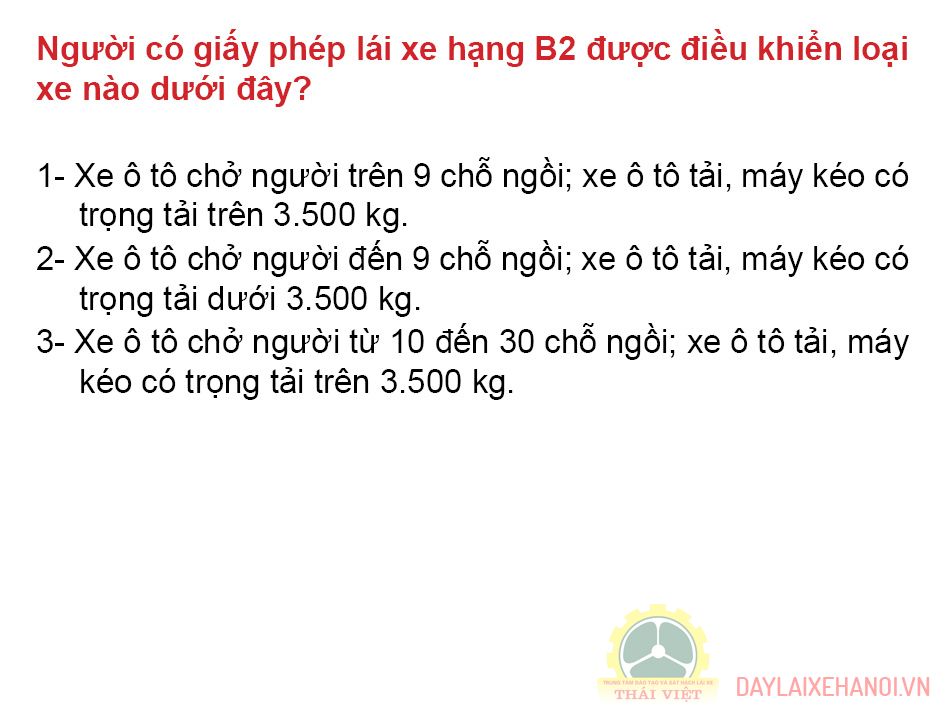 Người có giấy phép lái xe hạng B2 được điều khiển loại
xe nào dưới đây?
1- Xe ô tô chở người trên 9 chỗ ngồi; xe ô tô tải, máy kéo có
trọng tải trên 3.500 kg.
2- Xe ô tô chở người đến 9 chỗ ngồi; xe ô tô tải, máy kéo có
trọng tải dưới 3.500 kg.
3- Xe ô tô chở người từ 10 đến 30 chỗ ngồi; xe ô tô tải, máy
kéo có trọng tải trên 3.500 kg.
TRUNG TÂM ĐÀO TẠO VÀ SÁT HẠCH LÁI XE
THÁI VIỆT
DAYLAIXEHANOI.VN